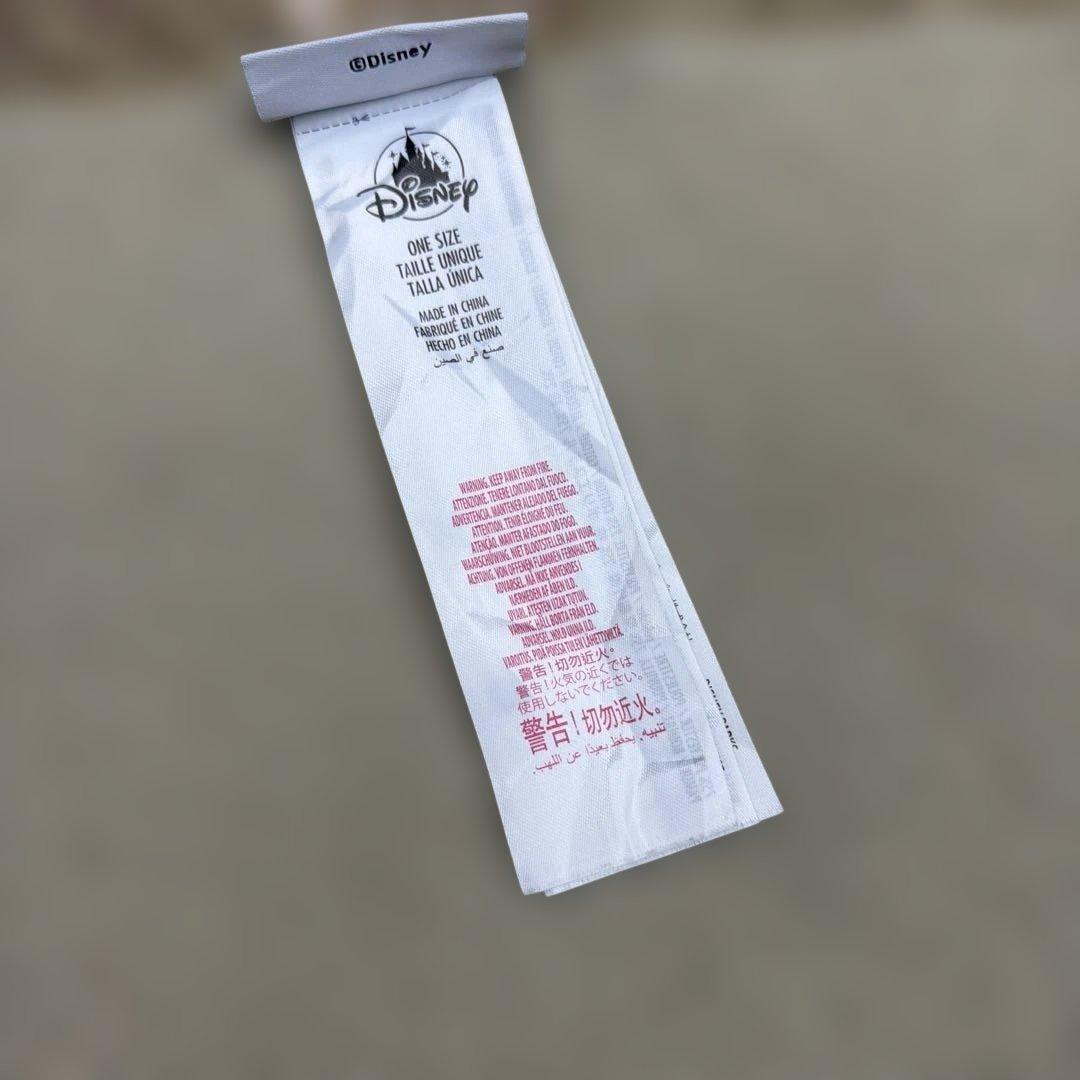 ©Disney
Disney
ONE SIZE
TAILLE UNIQUE
TALLA ÚNICA
MADE IN CHINA
FABRIQUÉ EN CHINE
HECHO EN CHINA
صنع في الصين
WARNING. KEEP AWAY FROM FIRE.
ATTENZIONE. TENERE LONTANO DAL FUOCO.
ADVERTENCIA. MANTENER ALEJADO DEL FUEGO.
ATTENTION. TENIR ÉLOIGNÉ DU FEU.
ATENÇAO. MANTER AFASTADO DO FOGO.
WAARSCHUWING. NIET BLOOTSTELLEN AAN VUUR.
ACHTUNG. VON OFFENEN FLAMMEN FERNHALTEN.
ADVARSEL. MÅ IKKE ANVENDES I
NÆRHEDEN AF ÅBEN ILD.
UYARI. ATEŞTEN UZAK TUTUN.
VARNING. HÅLL BORTA FRÅN ELD.
ADVARSEL. HOLD UNNA ILD.
VAROITUS. PIDÄ POISSA TULEN LÄHETTYVILTÄ.
警告！切勿近火。
警告！火気の近くでは
使用しないでください。
警告！切勿近火。
تنبيه. يحفظ بعيدًا عن اللهب.